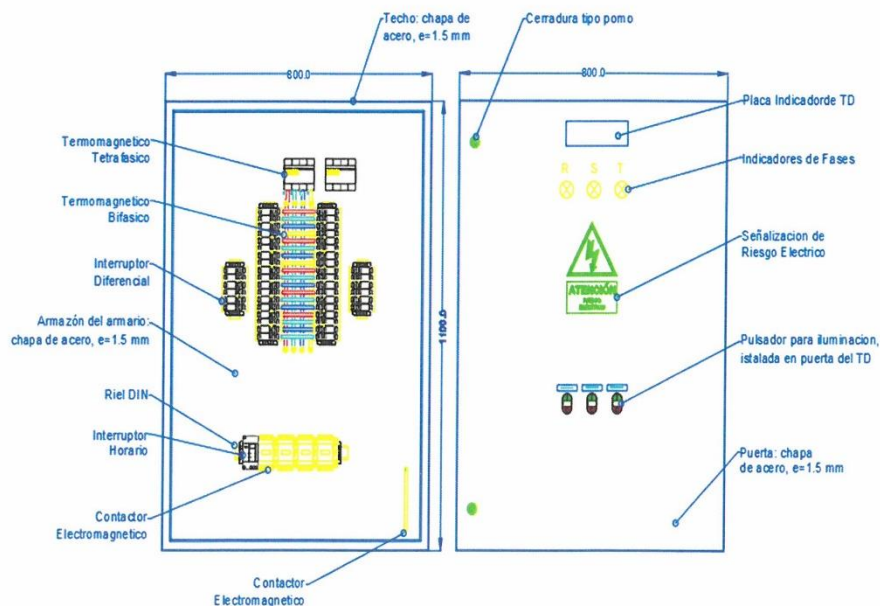 Techo: chapa de
acero, e=1.5 mm
Cerradura tipo pomo
800.0
800.0
Placa Indicadorde TD
Termomagnetico
Tetrafasico
Indicadores de Fases
R S T
Termomagnetico
Bifasico
Señalizacion de
Riesgo Electrico
Interruptor
Diferencial
ATENCIÓN
RIESGO
ELECTRICO
Armazón del armario:
chapa de acero, e=1.5 mm
1100.0
Pulsador para iluminacion,
istalada en puerta del TD
Riel DIN
Interruptor
Horario
Puerta: chapa
de acero, e=1.5 mm
Contactor
Electromagnetico
Contactor
Electromagnetico